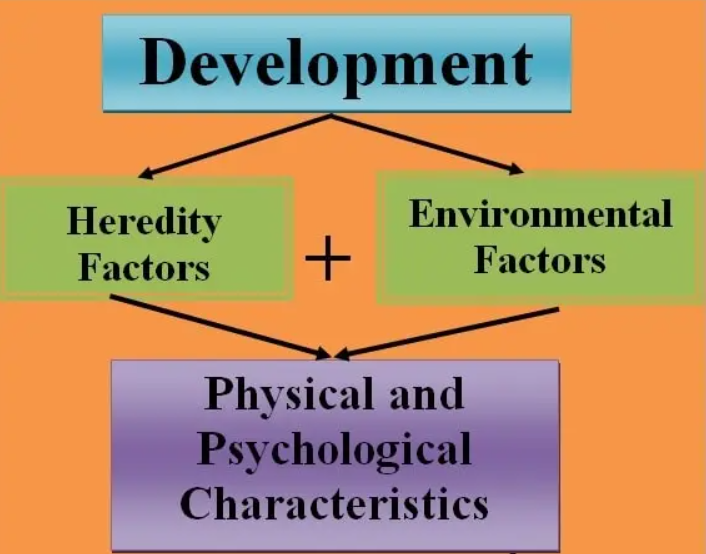 Development
Heredity
Factors
+
Environmental
Factors
Physical and
Psychological
Characteristics